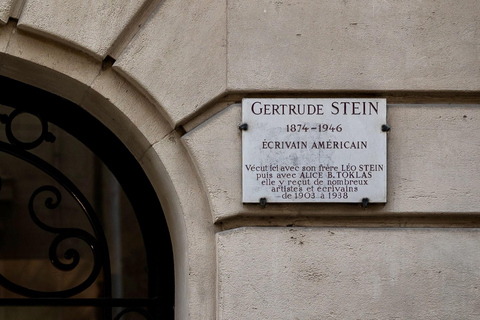 GERTRUDE STEIN
1874-1946
ÉCRIVAIN AMÉRICAIN
Vécut ici avec son frère LÉO STEIN
puis avec ALICE B. TOKLAS
elle y reçut de nombreux
artistes et écrivains
de 1903 à 1938